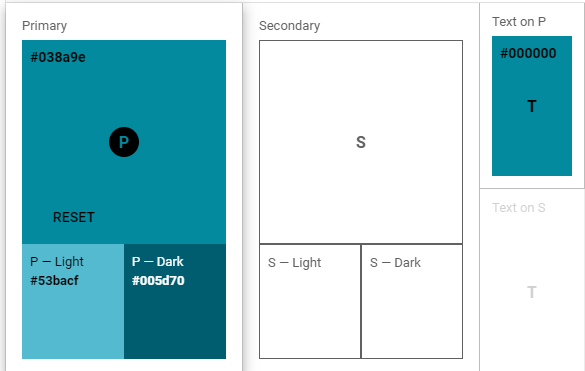 Primary
#038a9e
P
RESET
P — Light
#53bacf
P — Dark
#005d70
Secondary
S
S — Light
S — Dark
Text on P
#000000
T
Text on S
T